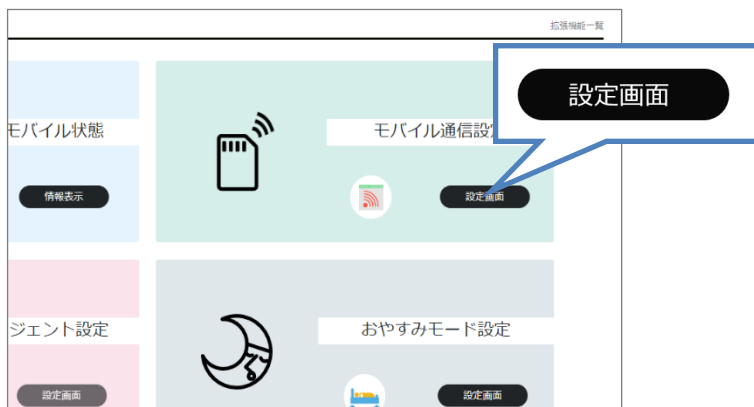 拡張機能一覧
設定画面
モバイル状態
モバイル通信設
情報表示
設定画面
ジェント設定
おやすみモード設定
設定画面
設定画面